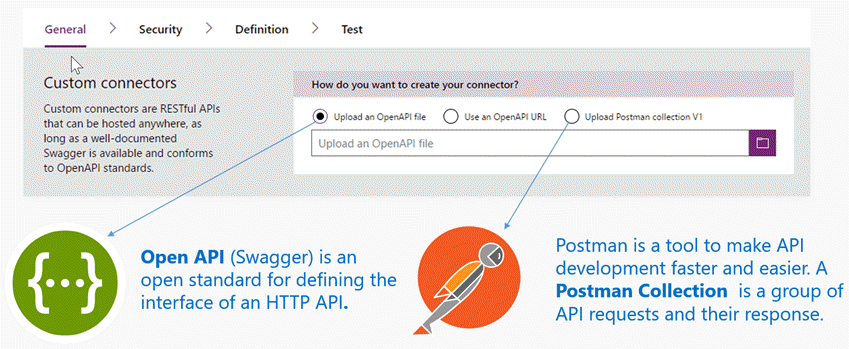 General > Security > Definition > Test
Custom connectors
Custom connectors are RESTful APIs
that can be hosted anywhere, as
long as a well-documented
Swagger is available and conforms
to OpenAPI standards.
How do you want to create your connector?
Upload an OpenAPI file Use an OpenAPI URL Upload Postman collection V1
Upload an OpenAPI file
{...}
Open API (Swagger) is an
open standard for defining the
interface of an HTTP API.
Postman is a tool to make API
development faster and easier. A
Postman Collection is a group of
API requests and their response.